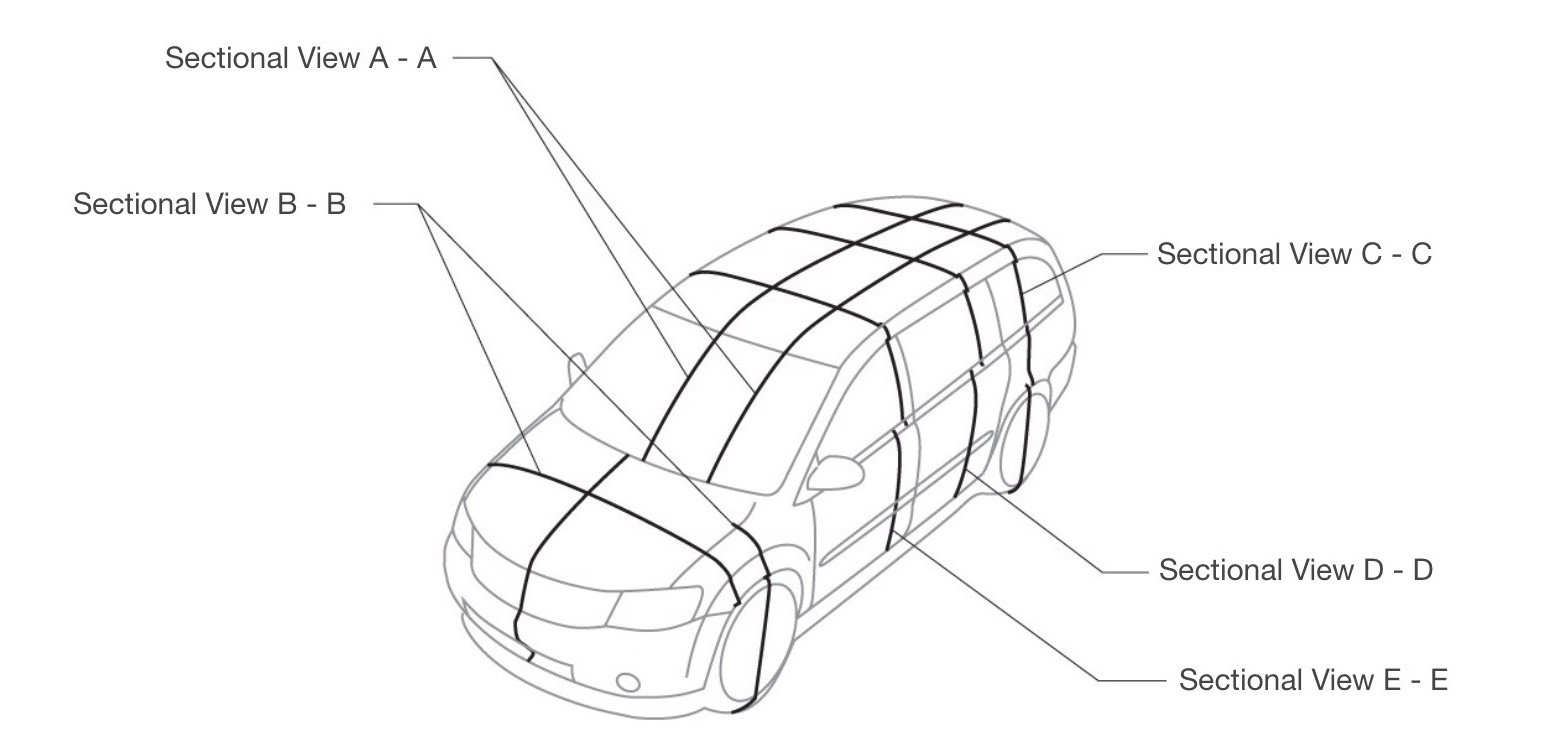 Sectional View A - A
Sectional View B - B
Sectional View C - C
Sectional View D - D
Sectional View E - E